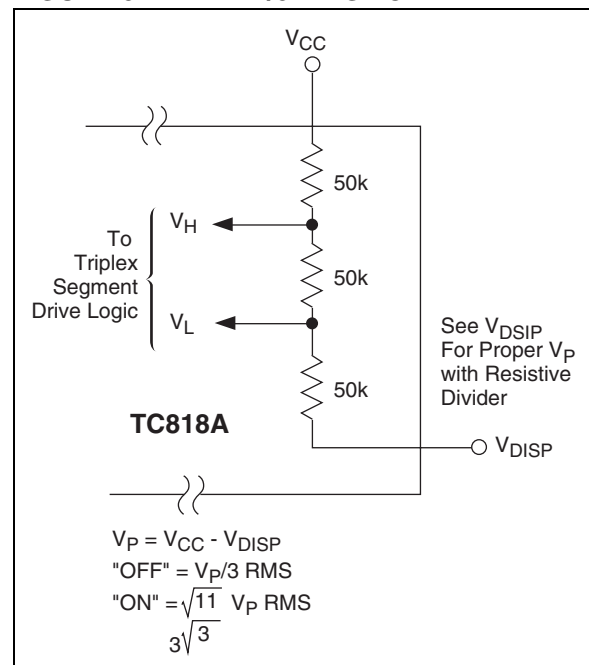 VCC
50k
VH
To
Triplex
Segment
Drive Logic
50k
VL
See VDSIP
For Proper VP
with Resistive
Divider
50k
TC818A
VDISP
VP = VCC - VDISP
"OFF" = VP/3 RMS
"ON" = √11 VP RMS
3√3